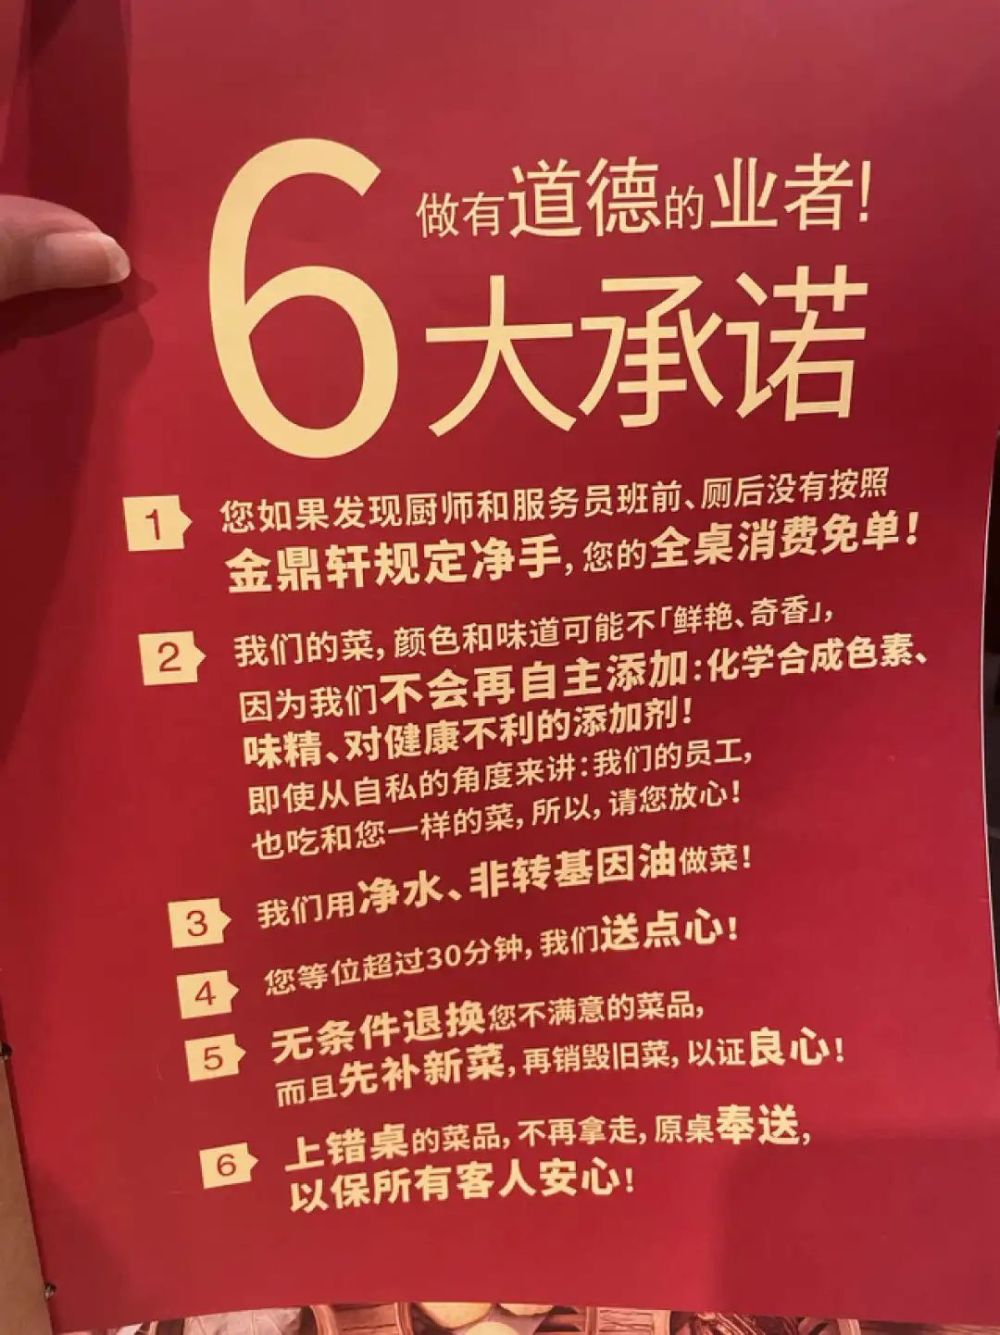 做有道德的业者!
6大承诺
1 您如果发现厨师和服务员班前、厕后没有按照
金鼎轩规定净手,您的全桌消费免单!
2 我们的菜,颜色和味道可能不「鲜艳、奇香」,
因为我们不会再自主添加:化学合成色素、
味精、对健康不利的添加剂!
即使从自私的角度来讲:我们的员工,
也吃和您一样的菜,所以,请您放心!
3 我们用净水、非转基因油做菜!
4 您等位超过30分钟,我们送点心!
5 无条件退换您不满意的菜品,
而且先补新菜,再销毁旧菜,以证良心!
6 上错桌的菜品,不再拿走,原桌奉送,
以保所有客人安心!